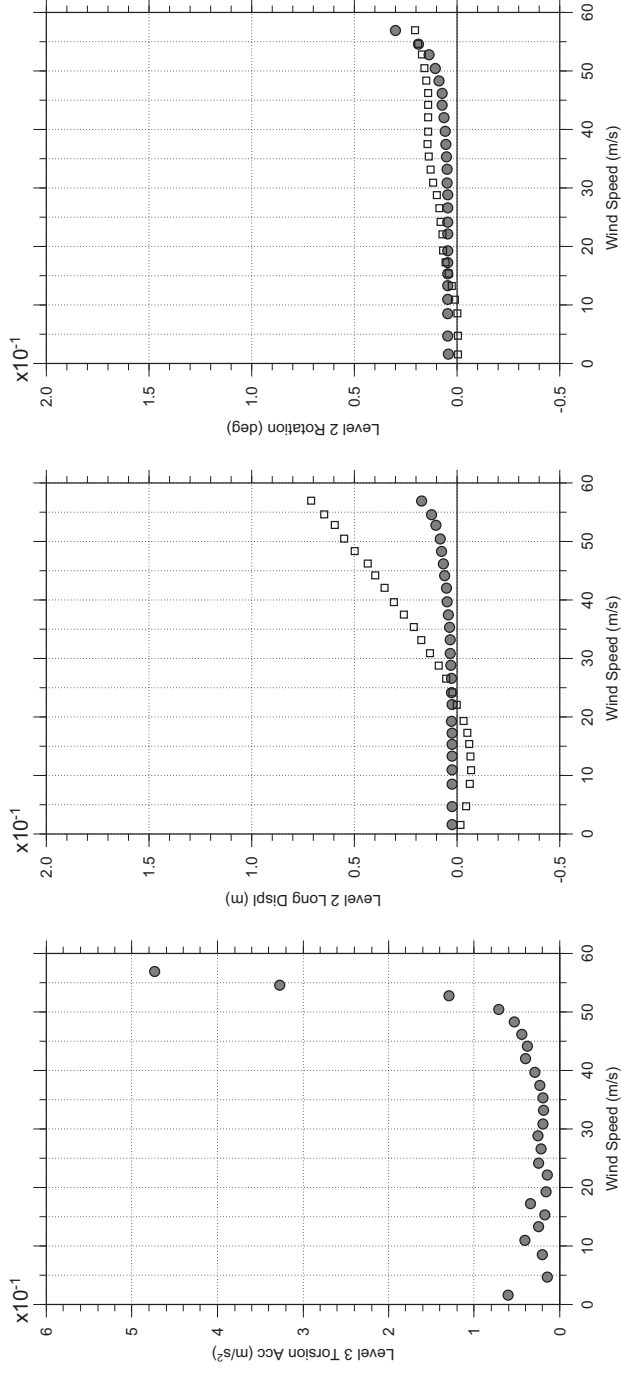 x10⁻¹
6
5
4
3
2
1
0
Level 3 Torsion Acc (m/s²)
0 10 20 30 40 50 60
Wind Speed (m/s)
x10⁻¹
2.0
1.5
1.0
0.5
0.0
-0.5
Level 2 Long Displ (m)
0 10 20 30 40 50 60
Wind Speed (m/s)
x10⁻¹
2.0
1.5
1.0
0.5
0.0
-0.5
Level 2 Rotation (deg)
0 10 20 30 40 50 60
Wind Speed (m/s)